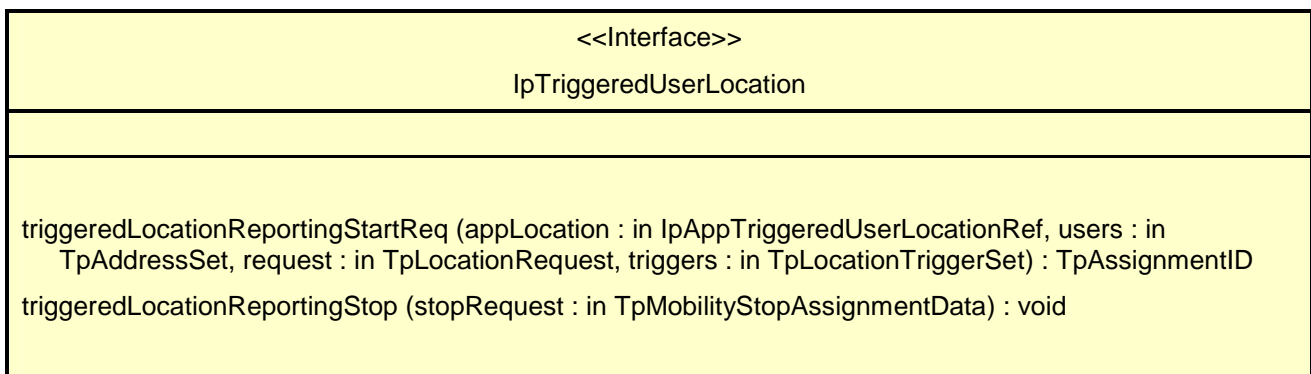 <<Interface>>
IpTriggeredUserLocation
triggeredLocationReportingStartReq (appLocation : in IpAppTriggeredUserLocationRef, users : in
TpAddressSet, request : in TpLocationRequest, triggers : in TpLocationTriggerSet) : TpAssignmentID
triggeredLocationReportingStop (stopRequest : in TpMobilityStopAssignmentData) : void